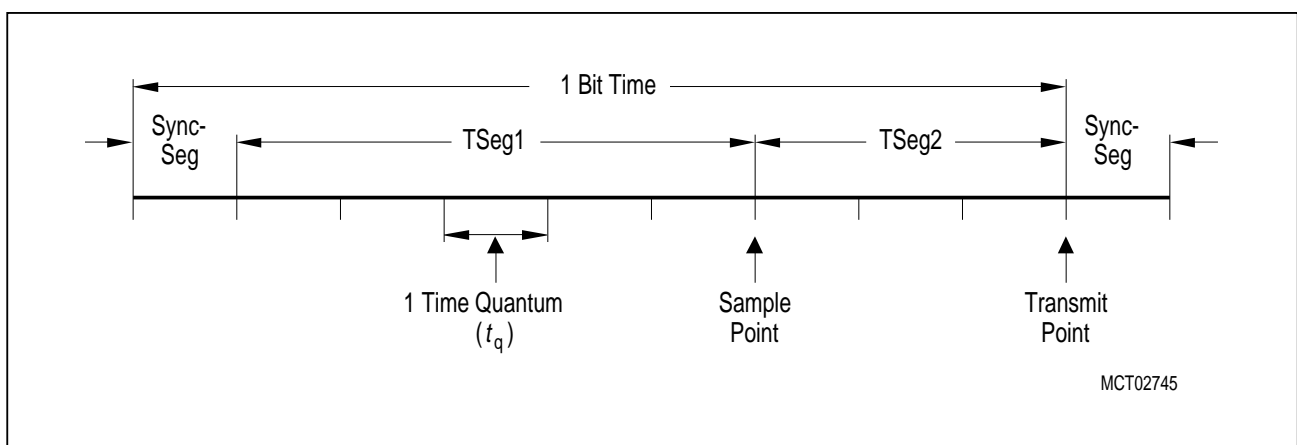 1 Bit Time
Sync-
Seg
TSeg1
TSeg2
Sync-
Seg
1 Time Quantum
(tq)
Sample
Point
Transmit
Point
MCT02745